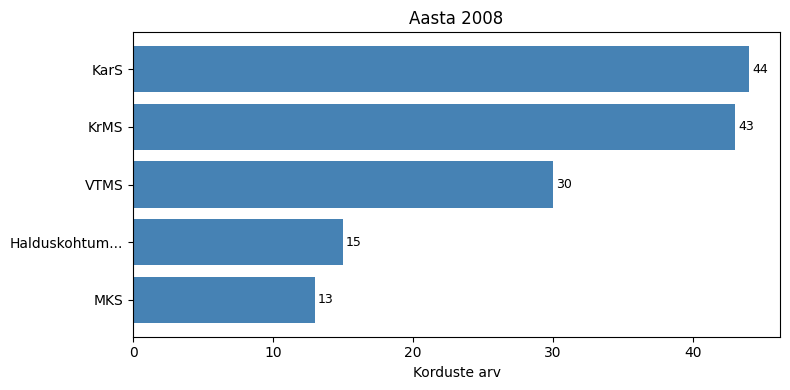 Aasta 2008
KarS
44
KrMS
43
VTMS
30
Halduskohtum...
15
MKS
13
0 10 20 30 40
Korduste arv